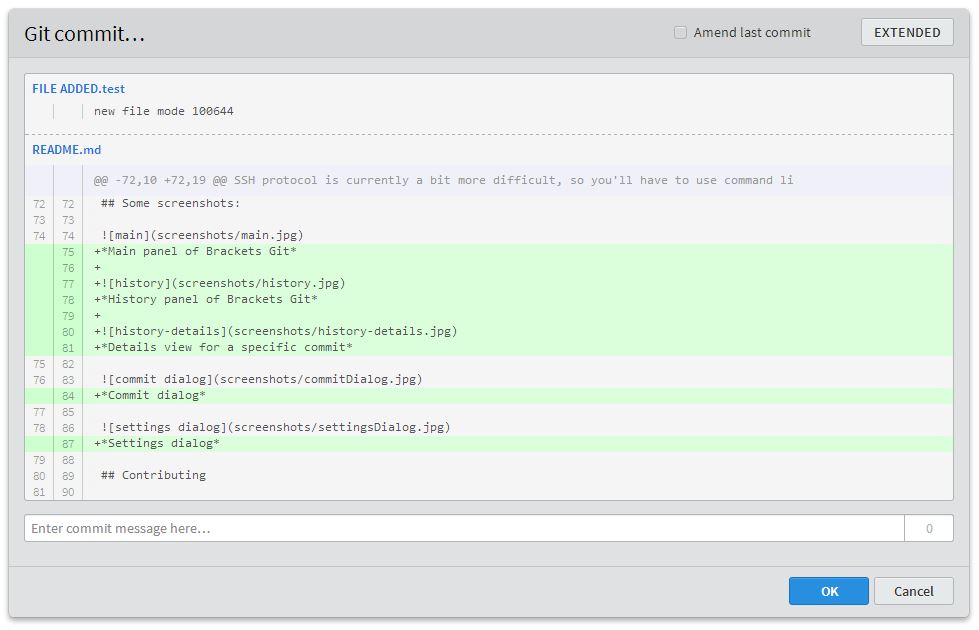 Git commit...
Amend last commit
EXTENDED
FILE ADDED.test
new file mode 100644
README.md
@@ -72,10 +72,19 @@ SSH protocol is currently a bit more difficult, so you'll have to use command li
72 72 ## Some screenshots:
73 73
74 74 ![main](screenshots/main.jpg)
75 +*Main panel of Brackets Git*
76 +
77 +![history](screenshots/history.jpg)
78 +*History panel of Brackets Git*
79 +
80 +![history-details](screenshots/history-details.jpg)
81 +*Details view for a specific commit*
75 82
76 83 ![commit dialog](screenshots/commitDialog.jpg)
84 +*Commit dialog*
77 85
78 86 ![settings dialog](screenshots/settingsDialog.jpg)
87 +*Settings dialog*
79 88
80 89 ## Contributing
81 90
Enter commit message here... 0
OK Cancel